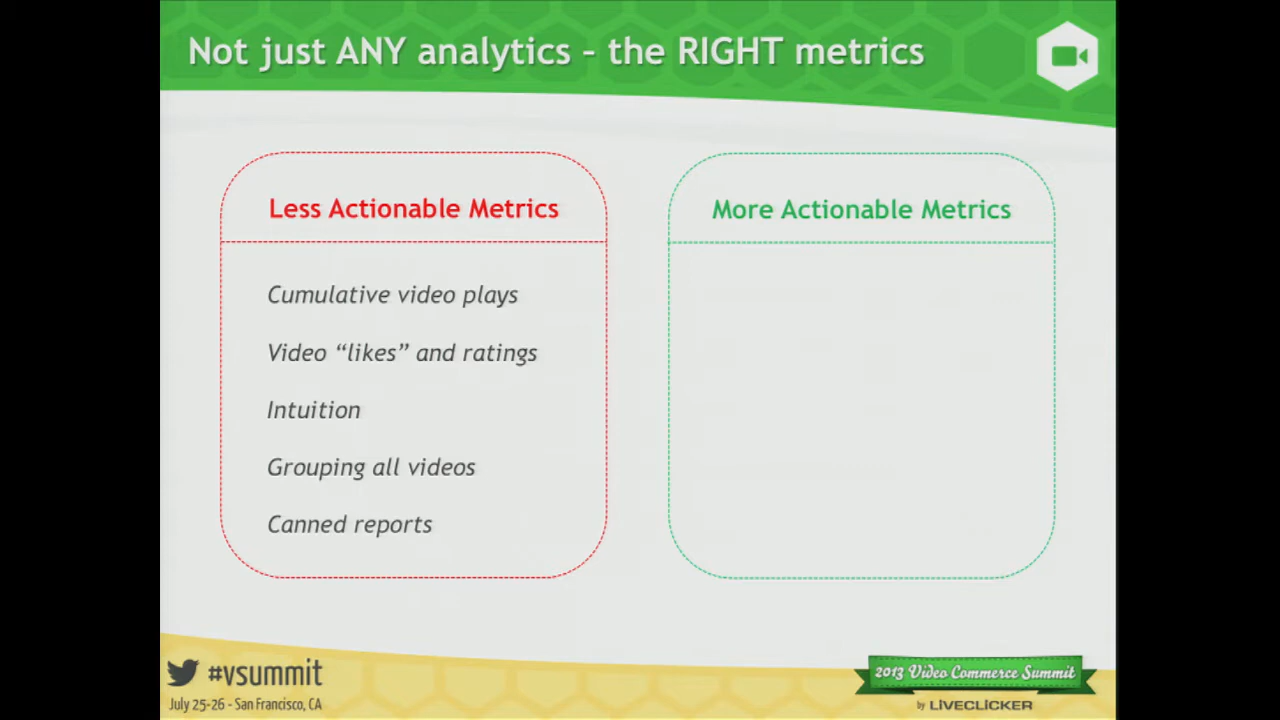 Not just ANY analytics – the RIGHT metrics
Less Actionable Metrics
Cumulative video plays
Video “likes” and ratings
Intuition
Grouping all videos
Canned reports
More Actionable Metrics
#vsummit
July 25-26 - San Francisco, CA
2013 Video Commerce Summit
by LIVECLICKER